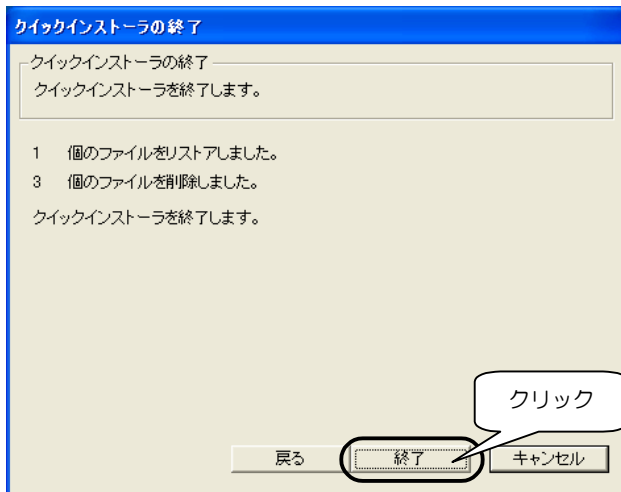 クイックインストーラの終了
クイックインストーラの終了
クイックインストーラを終了します。
1 個のファイルをリストアしました。
3 個のファイルを削除しました。
クイックインストーラを終了します。
クリック
戻る 終了 キャンセル